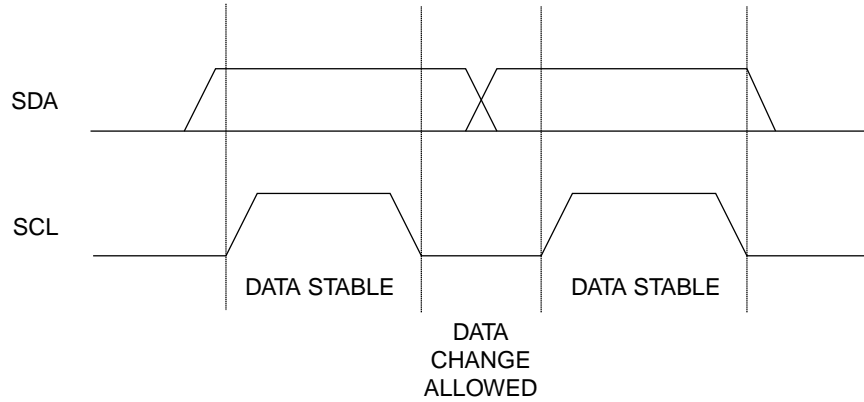 SDA
SCL
DATA STABLE
DATA STABLE
DATA
CHANGE
ALLOWED